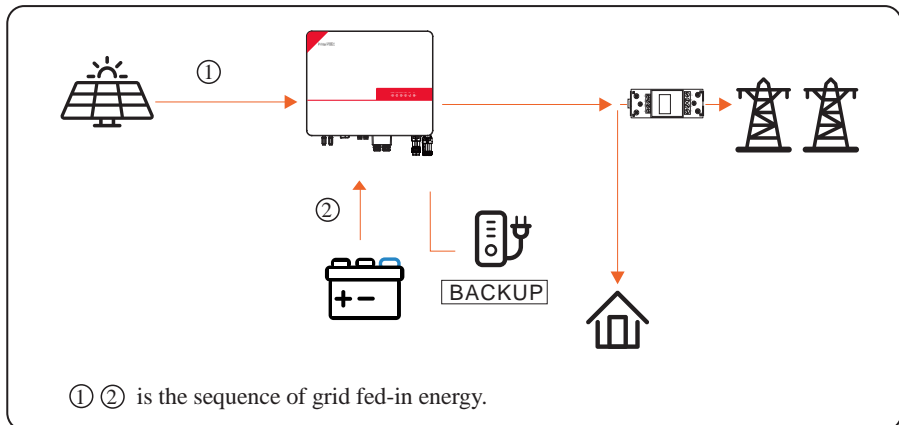 ①
②
BACKUP
① ② is the sequence of grid fed-in energy.